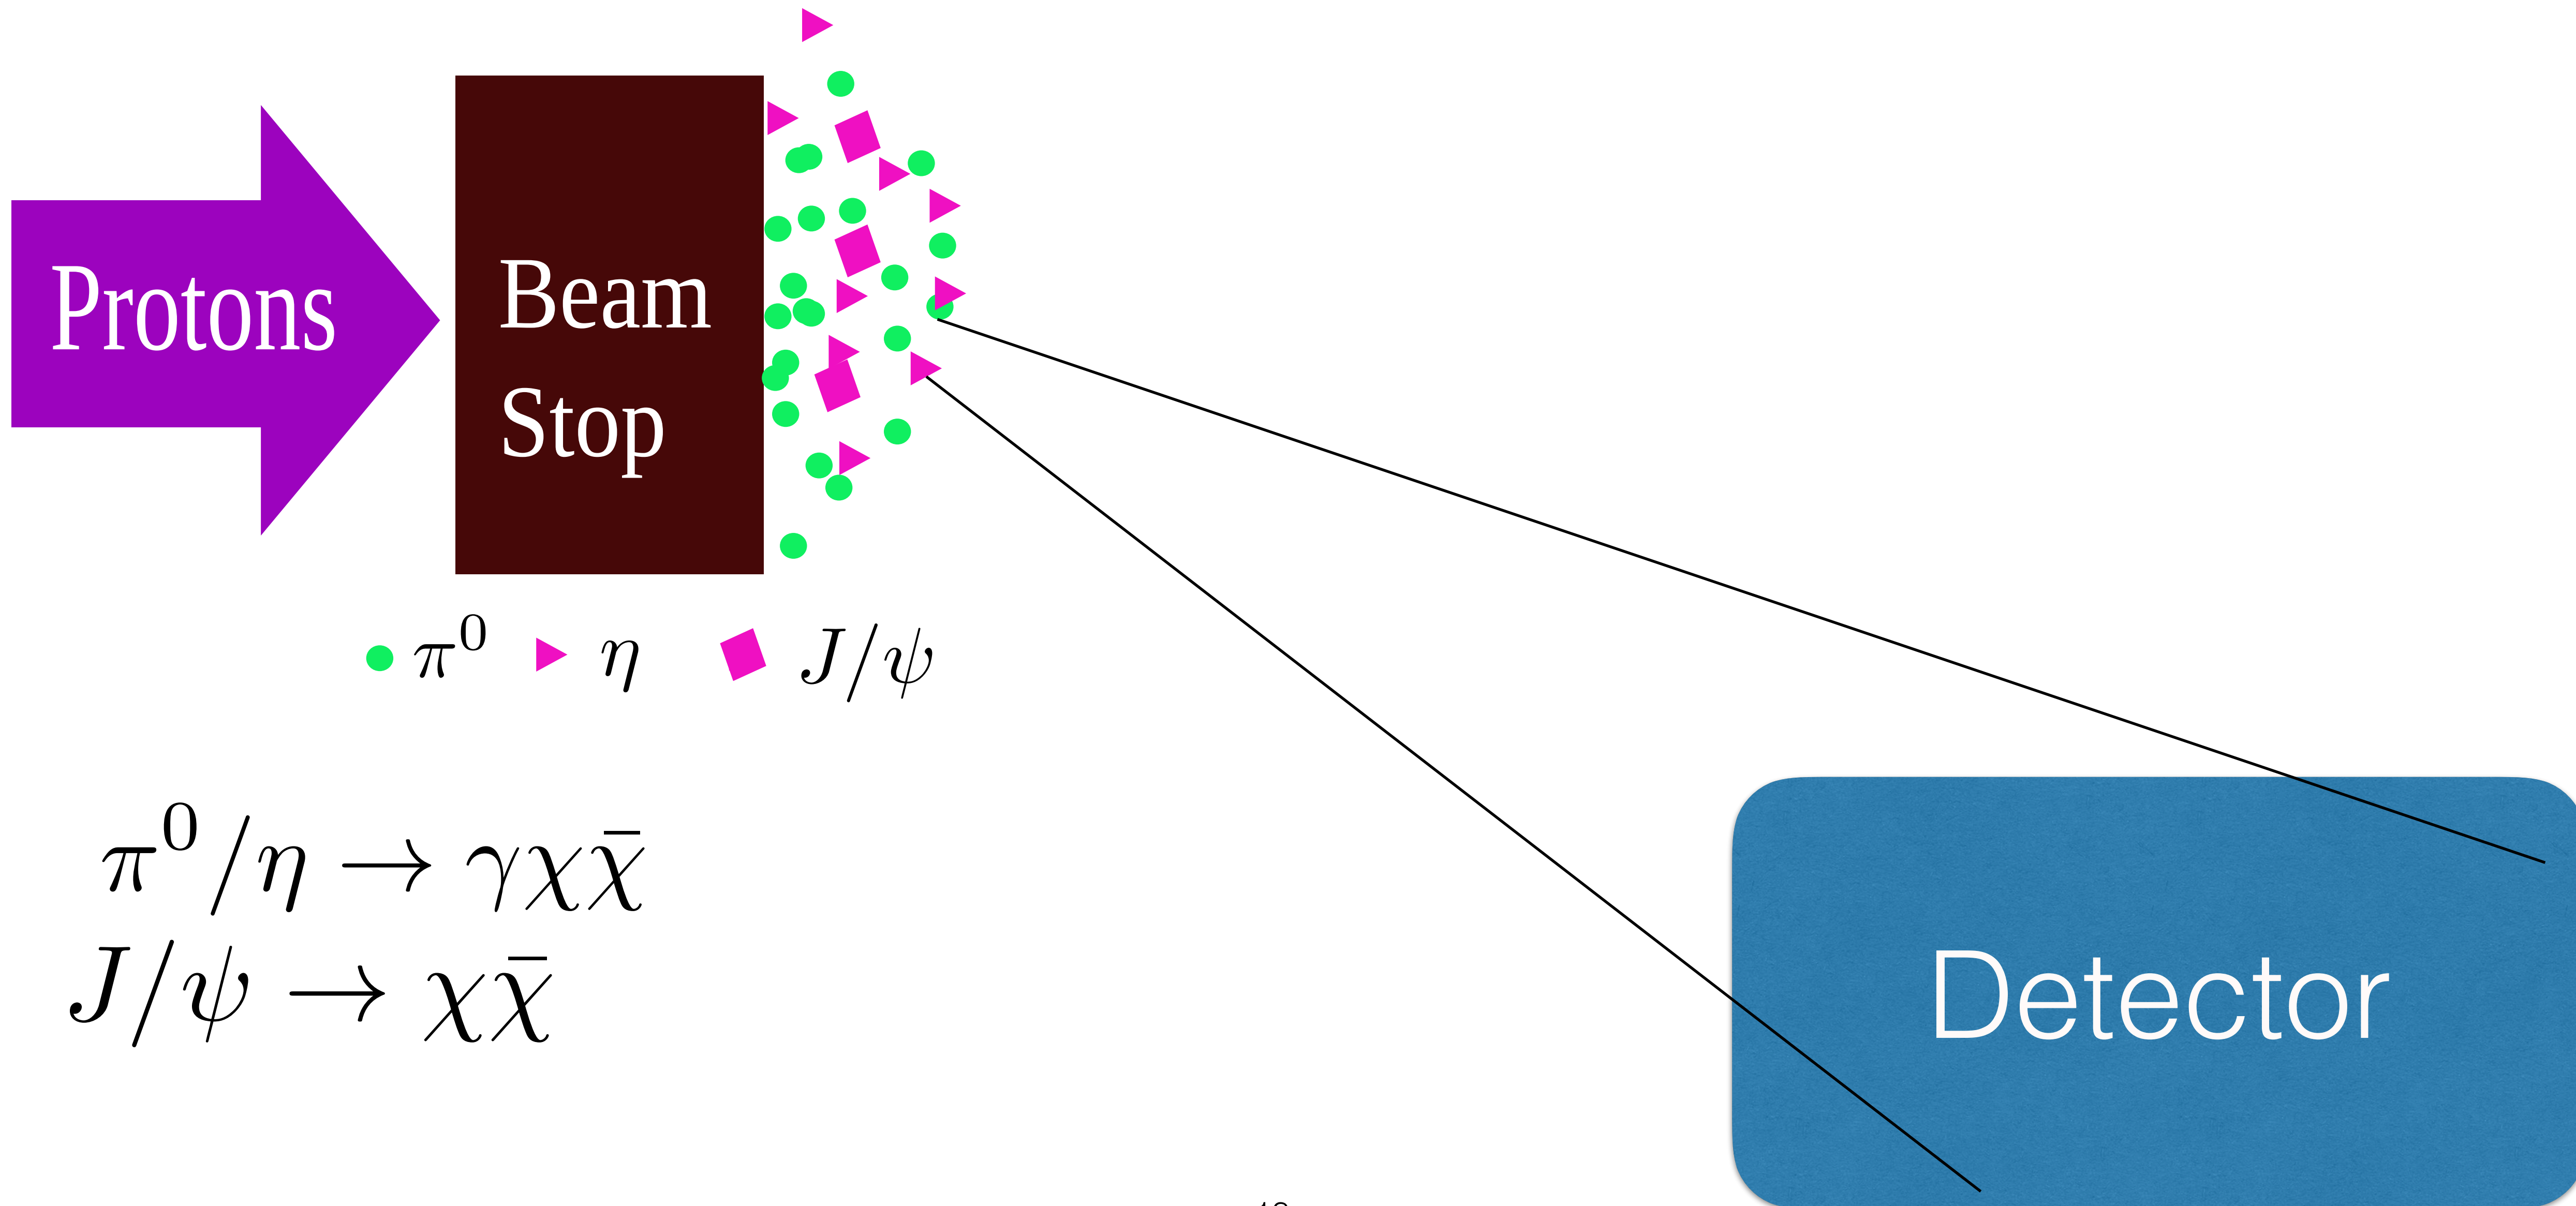 Protons
Beam
Stop
π⁰ η J/ψ
π⁰/η → γχχ̄
J/ψ → χχ̄
Detector